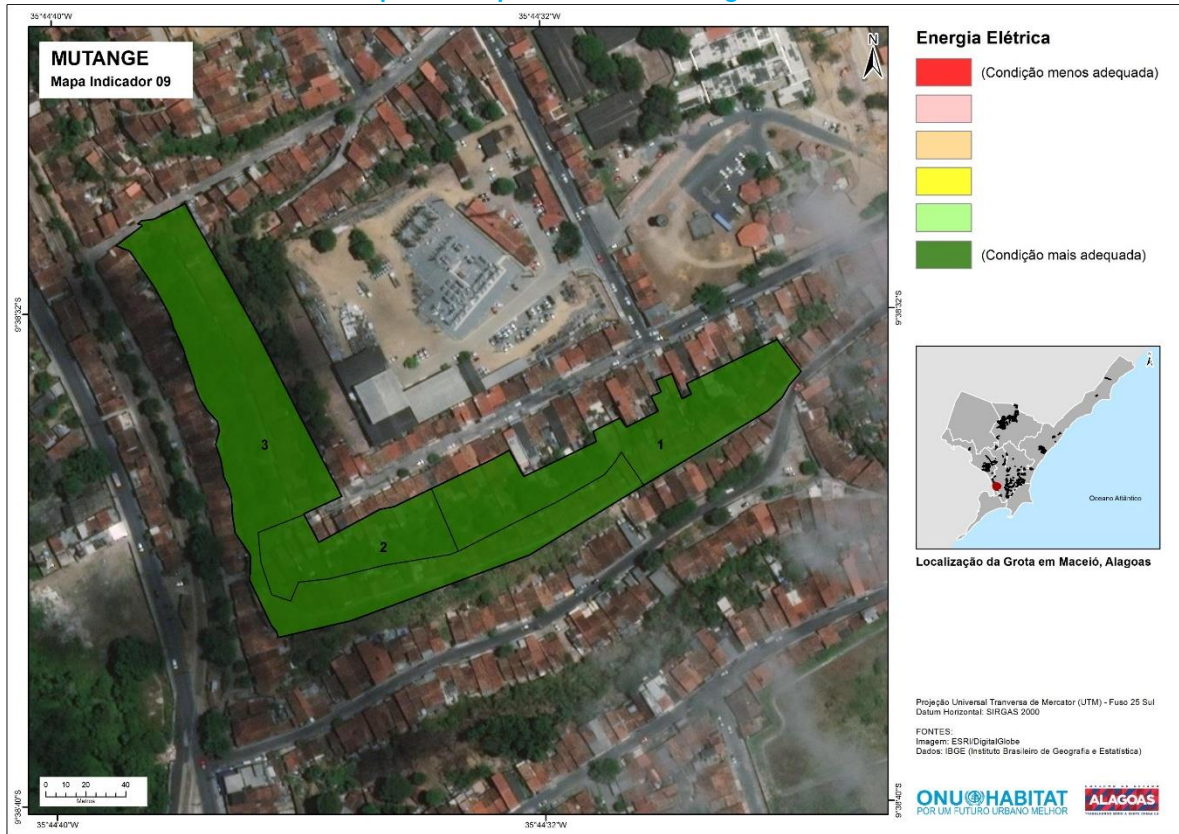 35°44'40"W
35°44'32"W
MUTANGE
Mapa Indicador 09
N
Energia Elétrica
(Condição menos adequada)
(Condição mais adequada)
9°38'32"S
9°38'32"S
3
1
2
Oceano Atlântico
Localização da Grota em Maceió, Alagoas
Projeção Universal Tranversa de Mercator (UTM) - Fuso 25 Sul
Datum Horizontal: SIRGAS 2000
FONTES:
Imagem: ESRI/DigitalGlobe
Dados: IBGE (Instituto Brasileiro de Geografia e Estatística)
0 10 20 40
Metros
9°38'40"S
9°38'40"S
35°44'40"W
35°44'32"W
ONU HABITAT
POR UM FUTURO URBANO MELHOR
ALAGOAS